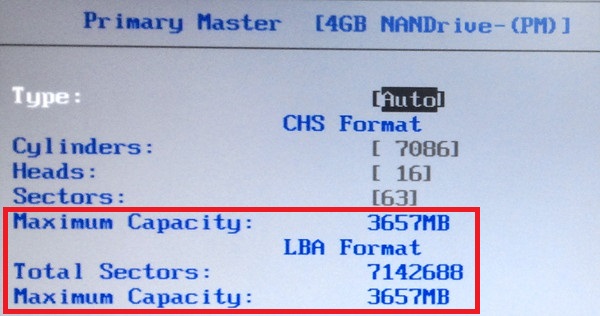 Primary Master [4GB NANDrive-(PM)]
Type: [Auto]
CHS Format
Cylinders: [ 7086]
Heads: [ 16]
Sectors: [63]
Maximum Capacity: 3657MB
LBA Format
Total Sectors: 7142688
Maximum Capacity: 3657MB